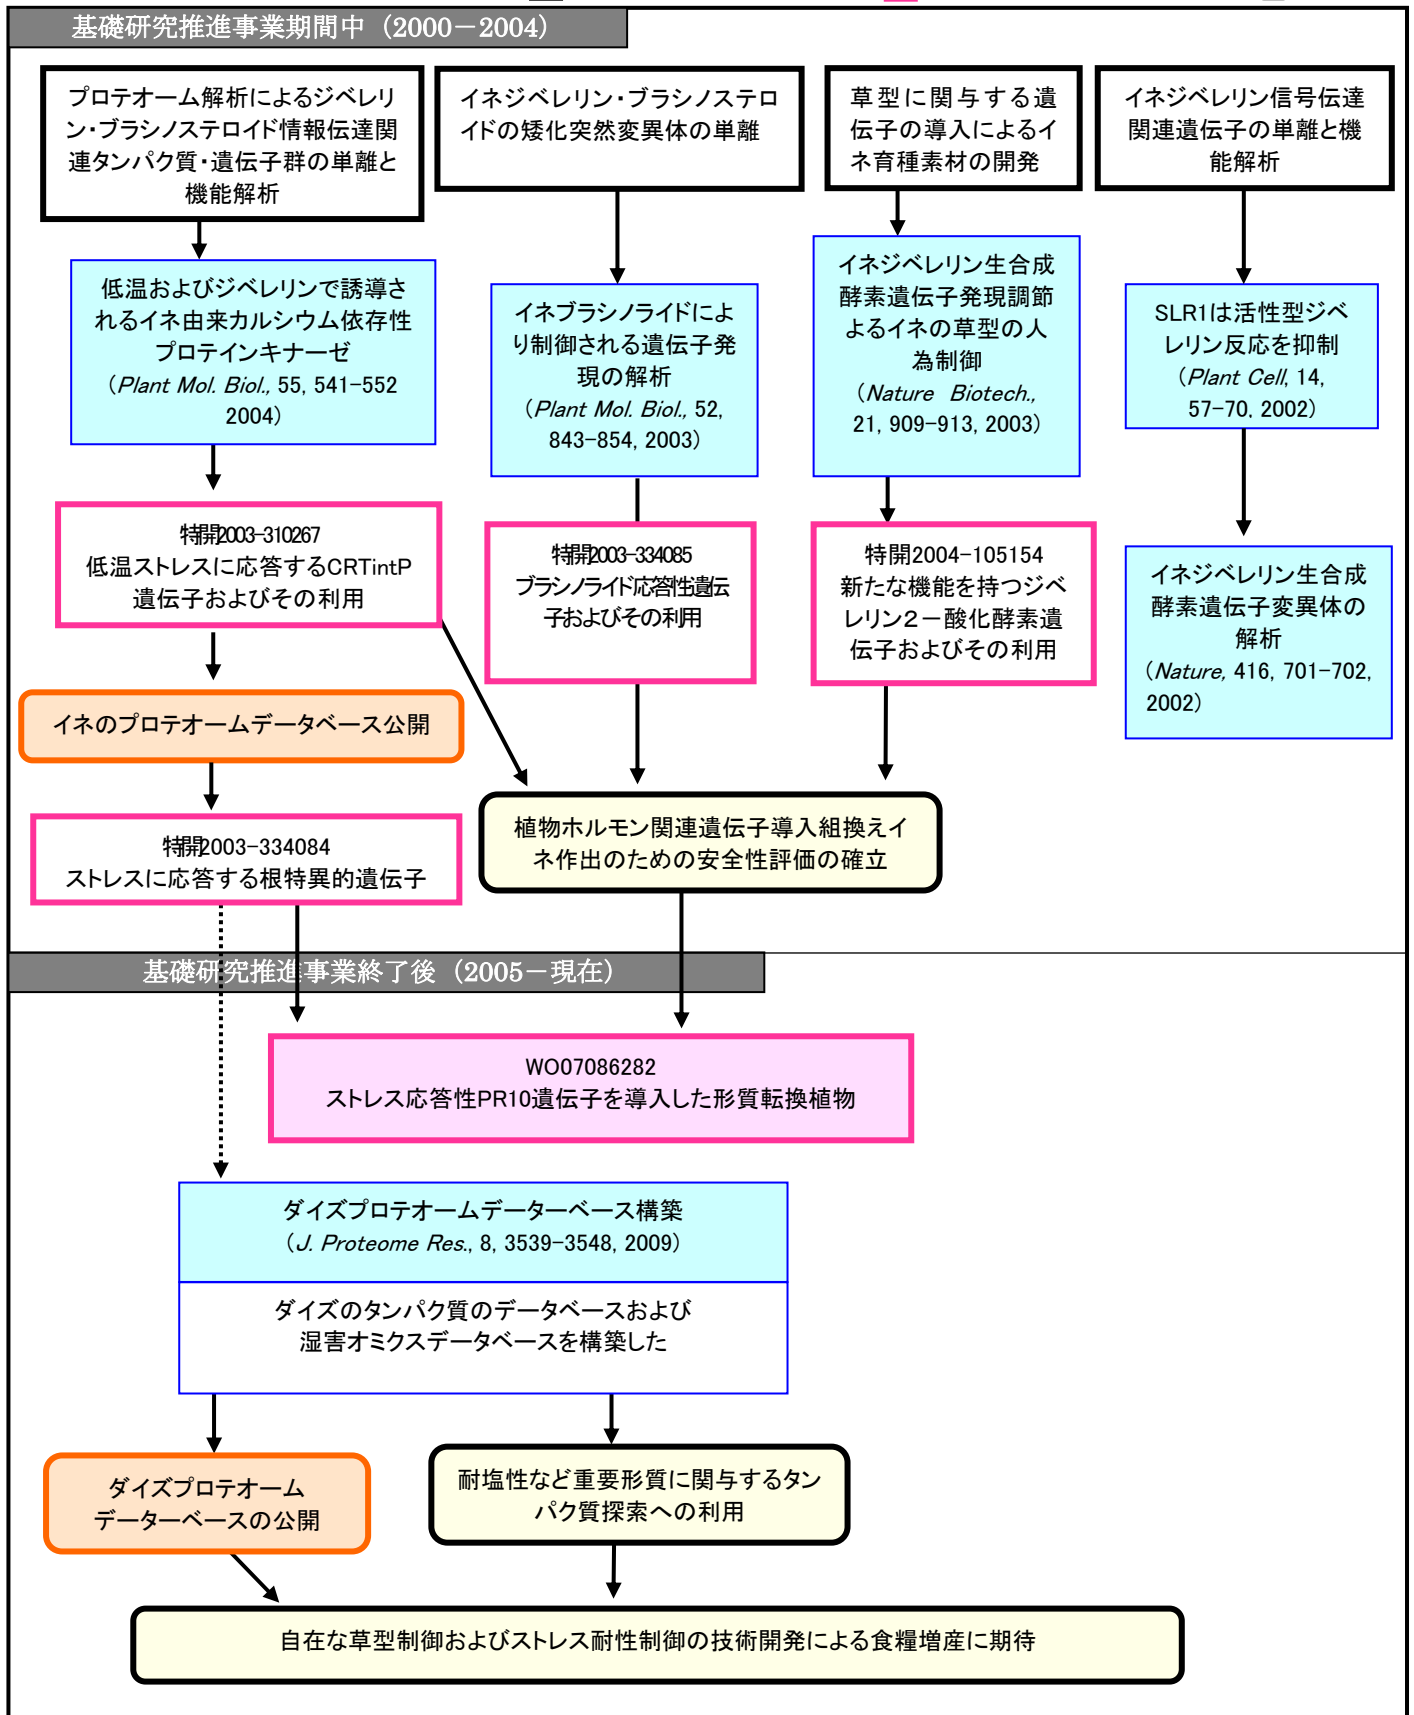 基礎研究推進事業期間中（2000－2004）
プロテオーム解析によるジベレリ
ン・ブラシノステロイド情報伝達関
連タンパク質・遺伝子群の単離と
機能解析
イネジベレリン・ブラシノステロ
イドの矮化突然変異体の単離
草型に関与する遺
伝子の導入によるイ
ネ育種素材の開発
イネジベレリン信号伝達
関連遺伝子の単離と機
能解析
低温およびジベレリンで誘導さ
れるイネ由来カルシウム依存性
プロテインキナーゼ
（Plant Mol. Biol., 55, 541-552
2004）
イネブラシノライドによ
り制御される遺伝子発
現の解析
（Plant Mol. Biol., 52,
843-854, 2003）
イネジベレリン生合成
酵素遺伝子発現調節
よるイネの草型の人
為制御
（Nature Biotech.,
21, 909-913, 2003）
SLR1は活性型ジベ
レリン反応を抑制
（Plant Cell, 14,
57-70, 2002）
特開2003-310267
低温ストレスに応答するCRTintP
遺伝子およびその利用
特開2003-334085
ブラシノライド応答性遺伝
子およびその利用
特開2004-105154
新たな機能を持つジベ
レリン2－酸化酵素遺
伝子およびその利用
イネジベレリン生合成
酵素遺伝子変異体の
解析
（Nature, 416, 701-702,
2002）
イネのプロテオームデータベース公開
特開2003-334084
ストレスに応答する根特異的遺伝子
植物ホルモン関連遺伝子導入組換えイ
ネ作出のための安全性評価の確立
基礎研究推進事業終了後（2005－現在）
WO07086282
ストレス応答性PR10遺伝子を導入した形質転換植物
ダイズプロテオームデーターベース構築
（J. Proteome Res., 8, 3539-3548, 2009）
ダイズのタンパク質のデータベースおよび
湿害オミクスデータベースを構築した
ダイズプロテオーム
データーベースの公開
耐塩性など重要形質に関与するタン
パク質探索への利用
自在な草型制御およびストレス耐性制御の技術開発による食糧増産に期待